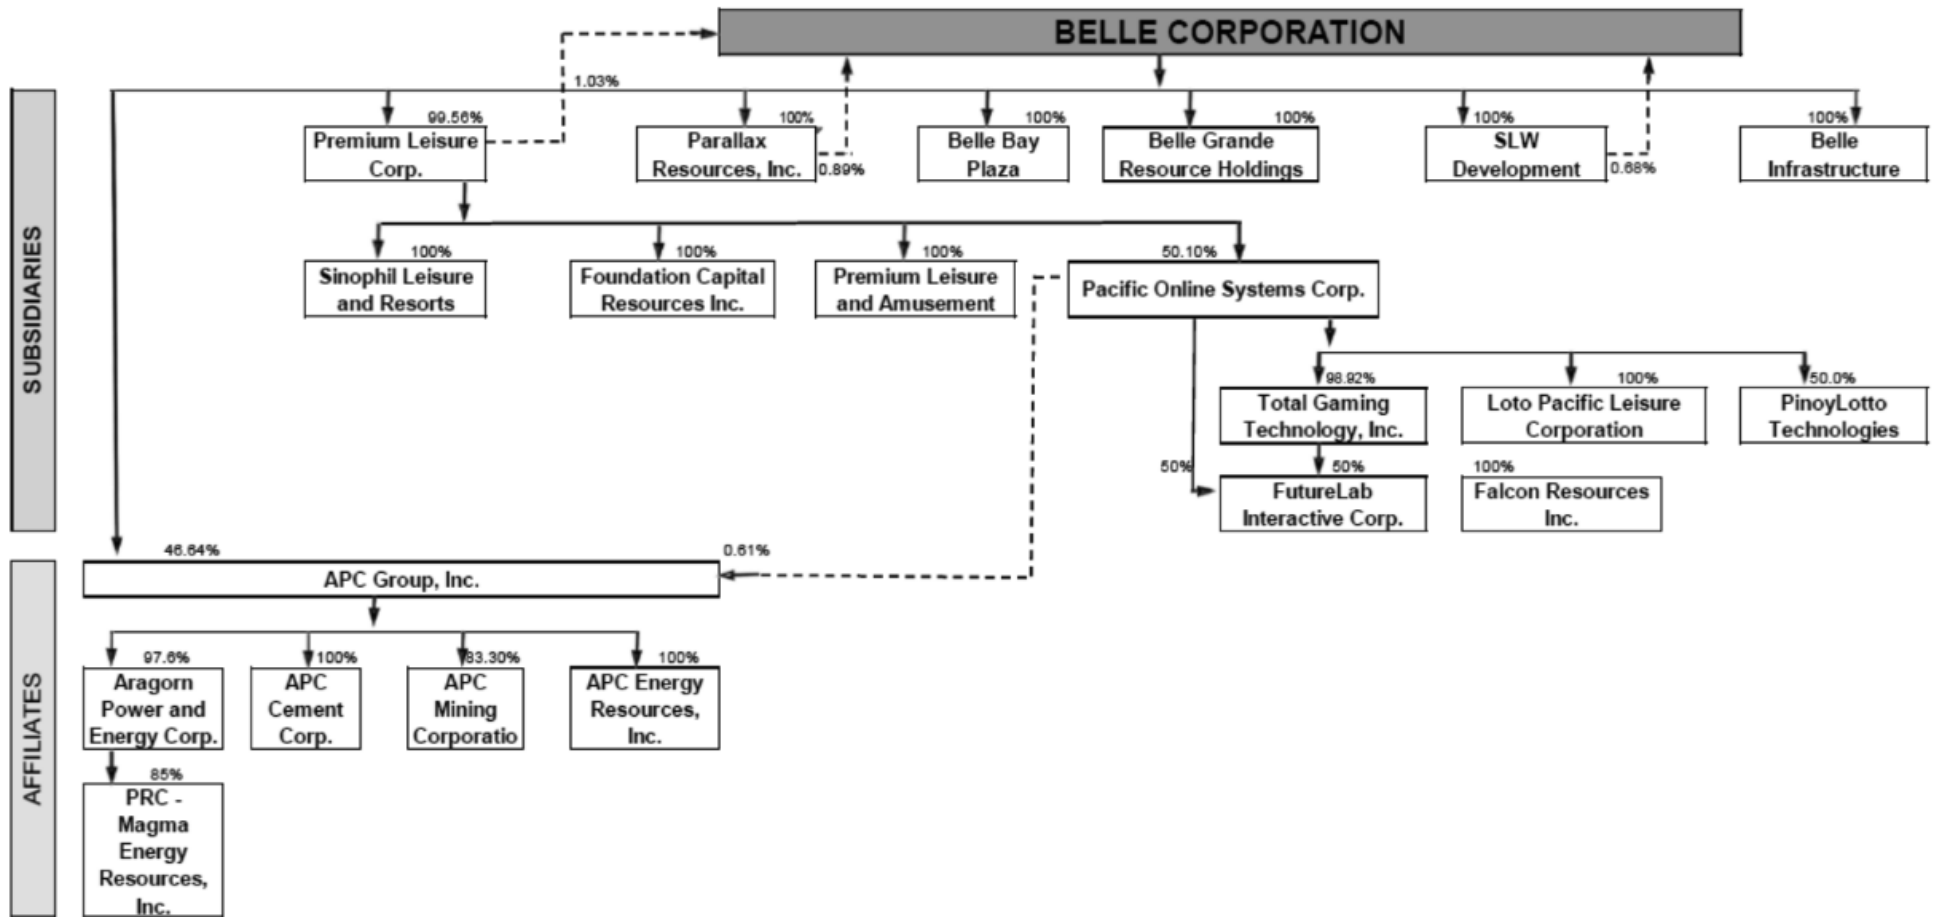 BELLE CORPORATION
1.03%
SUBSIDIARIES
99.56%
Premium Leisure
Corp.
100%
Parallax
Resources, Inc.
0.89%
100%
Belle Bay
Plaza
100%
Belle Grande
Resource Holdings
100%
SLW
Development
0.68%
100%
Belle
Infrastructure
100%
Sinophil Leisure
and Resorts
100%
Foundation Capital
Resources Inc.
100%
Premium Leisure
and Amusement
50.10%
Pacific Online Systems Corp.
98.92%
Total Gaming
Technology, Inc.
100%
Loto Pacific Leisure
Corporation
50.0%
PinoyLotto
Technologies
50%
50%
FutureLab
Interactive Corp.
100%
Falcon Resources
Inc.
AFFILIATES
46.64%
0.61%
APC Group, Inc.
97.6%
Aragorn
Power and
Energy Corp.
100%
APC
Cement
Corp.
83.30%
APC
Mining
Corporatio
100%
APC Energy
Resources,
Inc.
85%
PRC -
Magma
Energy
Resources,
Inc.